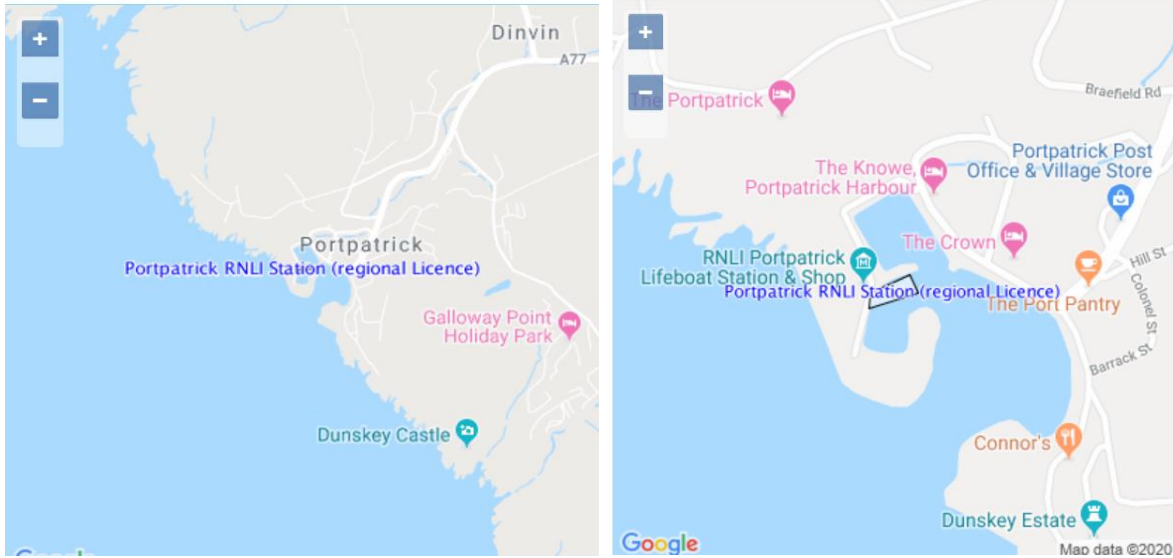 +
−
Dinvin
A77
Portpatrick
Portpatrick RNLI Station (regional Licence)
Galloway Point
Holiday Park
Dunskey Castle
Google
+
−
The Portpatrick
Braefield Rd
Portpatrick Post
Office & Village Store
The Knowe,
Portpatrick Harbour
The Crown
RNLI Portpatrick
Lifeboat Station & Shop
Hill St
Colonel St
Portpatrick RNLI Station (regional Licence)
The Port Pantry
Barrack St
Connor's
Dunskey Estate
Google
Map data ©2020